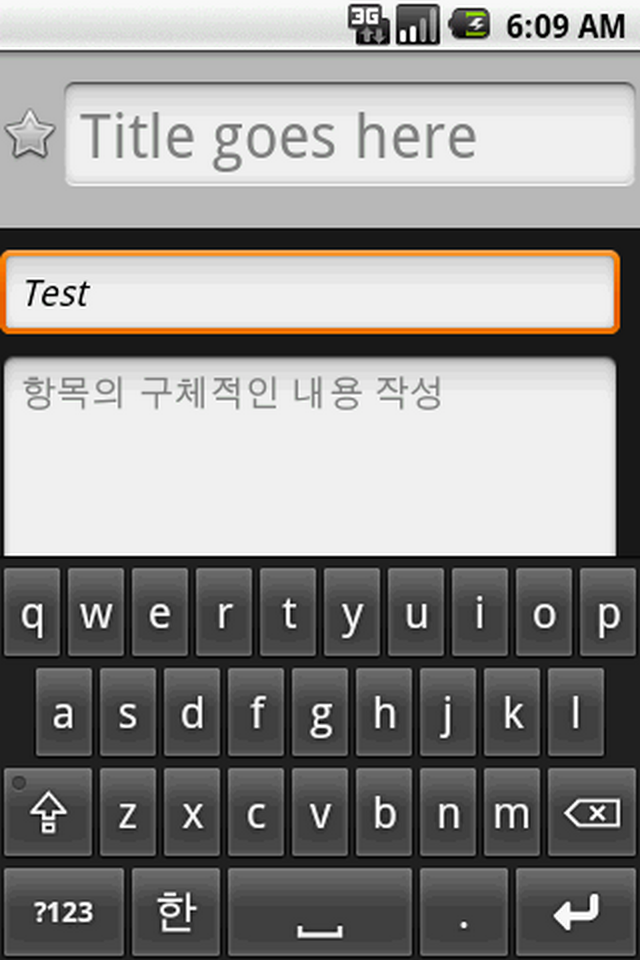 3G 6:09 AM
Title goes here
Test
항목의 구체적인 내용 작성
q w e r t y u i o p
a s d f g h j k l
z x c v b n m
?123 한 .